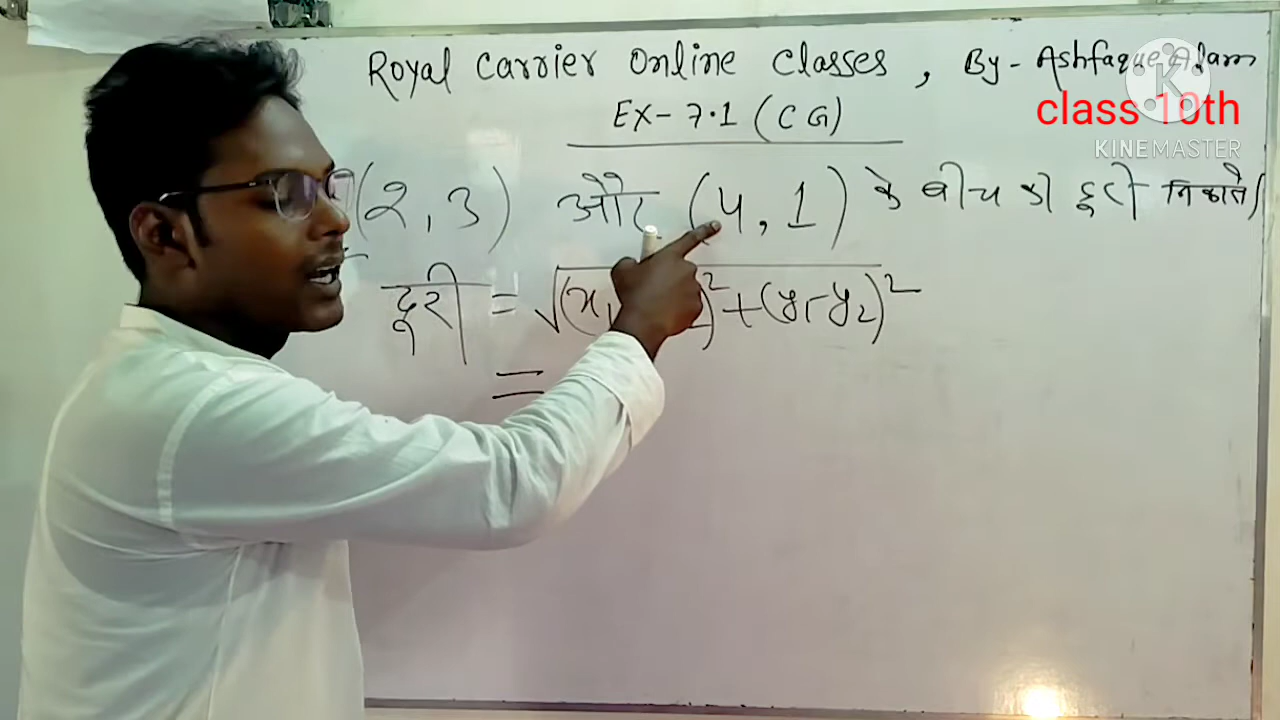 Royal Carrier Online Classes, By- Ashfaque Alam
class 10th
EX-7.1 (CG)
KINEMASTER
(2, 3) और (4, 1) के बीच की दूरी निकालें।
दूरी = √(x₁ )² + (y₁-y₂)²
=